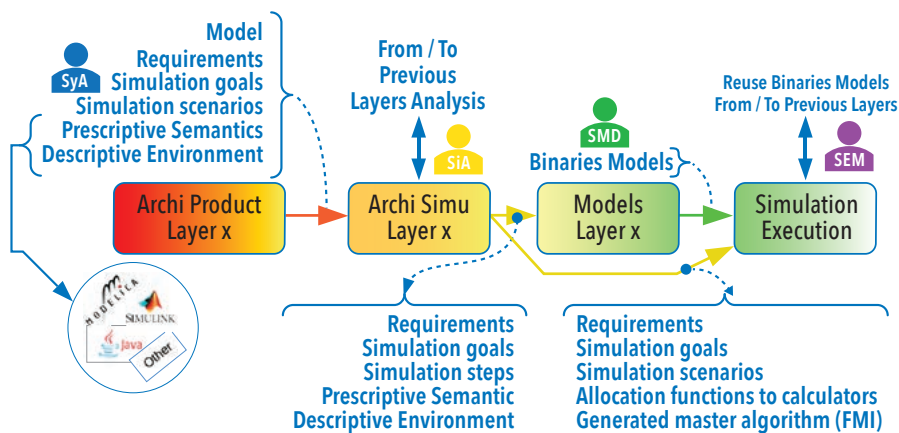 Model
Requirements
Simulation goals
Simulation scenarios
Prescriptive Semantics
Descriptive Environment
SyA
From / To
Previous
Layers Analysis
SiA
SMD
Binaries Models
Reuse Binaries Models
From / To Previous Layers
SEM
Archi Product
Layer x
Archi Simu
Layer x
Models
Layer x
Simulation
Execution
MODELICA
SIMULINK
Java
Other
Requirements
Simulation goals
Simulation steps
Prescriptive Semantic
Descriptive Environment
Requirements
Simulation goals
Simulation scenarios
Allocation functions to calculators
Generated master algorithm (FMI)